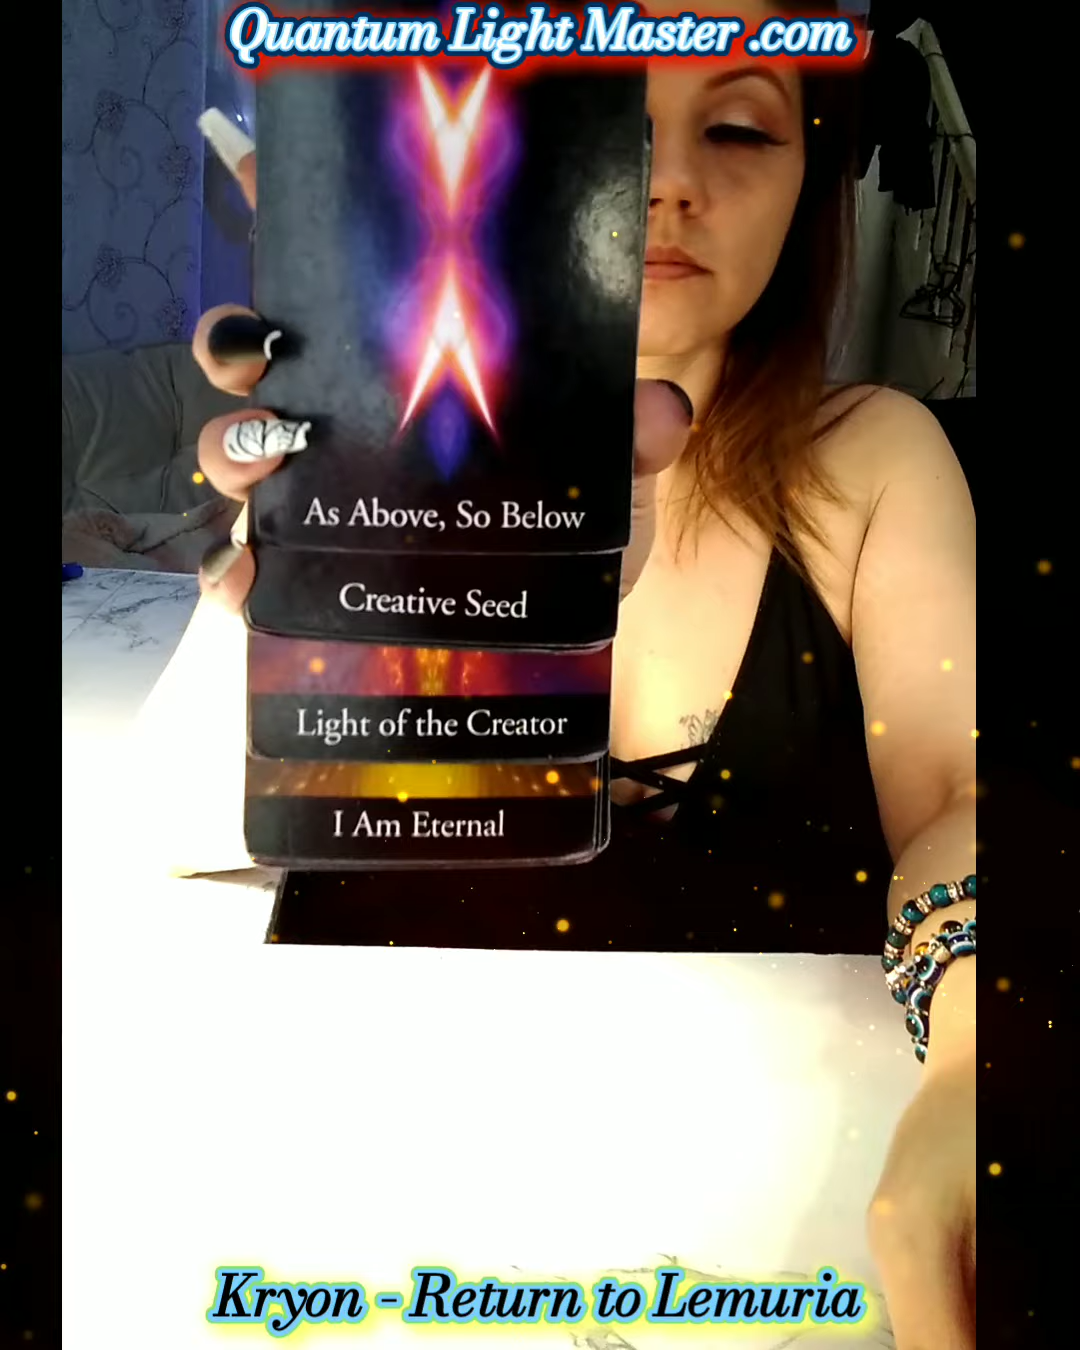 Quantum Light Master .com
As Above, So Below
Creative Seed
Light of the Creator
I Am Eternal
Kryon - Return to Lemuria